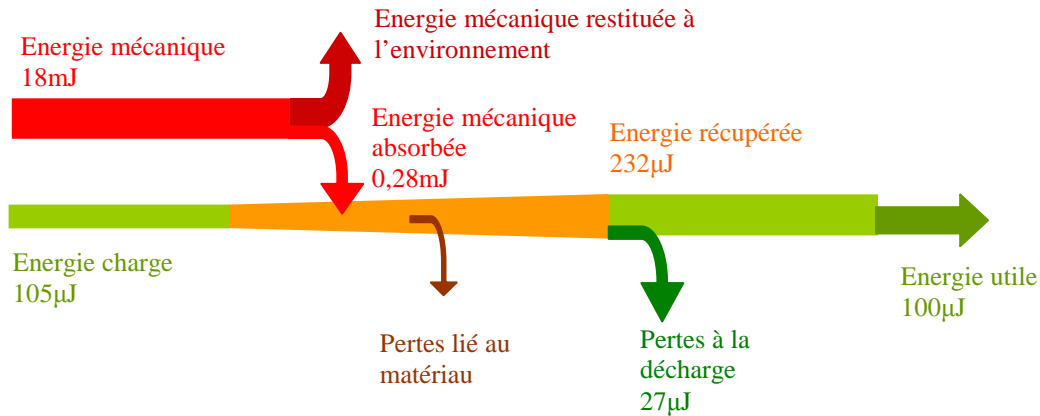 Energie mécanique restituée à
l'environnement
Energie mécanique
18mJ
Energie mécanique
absorbée
0,28mJ
Energie récupérée
232µJ
Energie charge
105µJ
Energie utile
100µJ
Pertes lié au
matériau
Pertes à la
décharge
27µJ